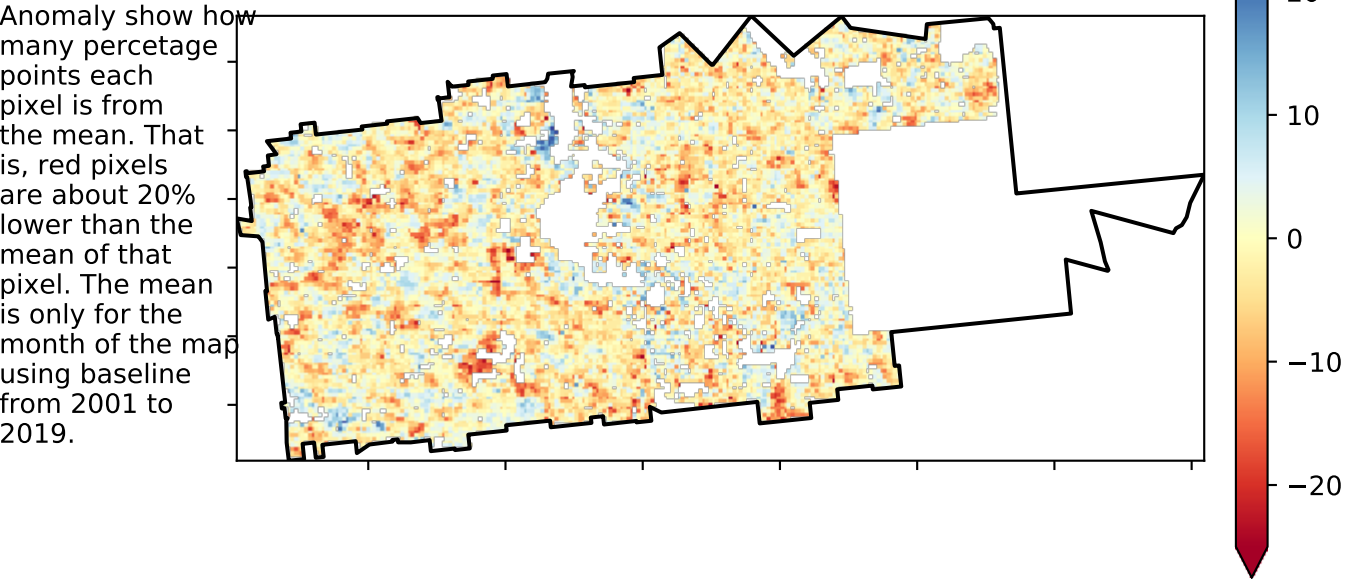 Anomaly show how
many percetage
points each
pixel is from
the mean. That
is, red pixels
are about 20%
lower than the
mean of that
pixel. The mean
is only for the
month of the map
using baseline
from 2001 to
2019.
10
0
−10
−20